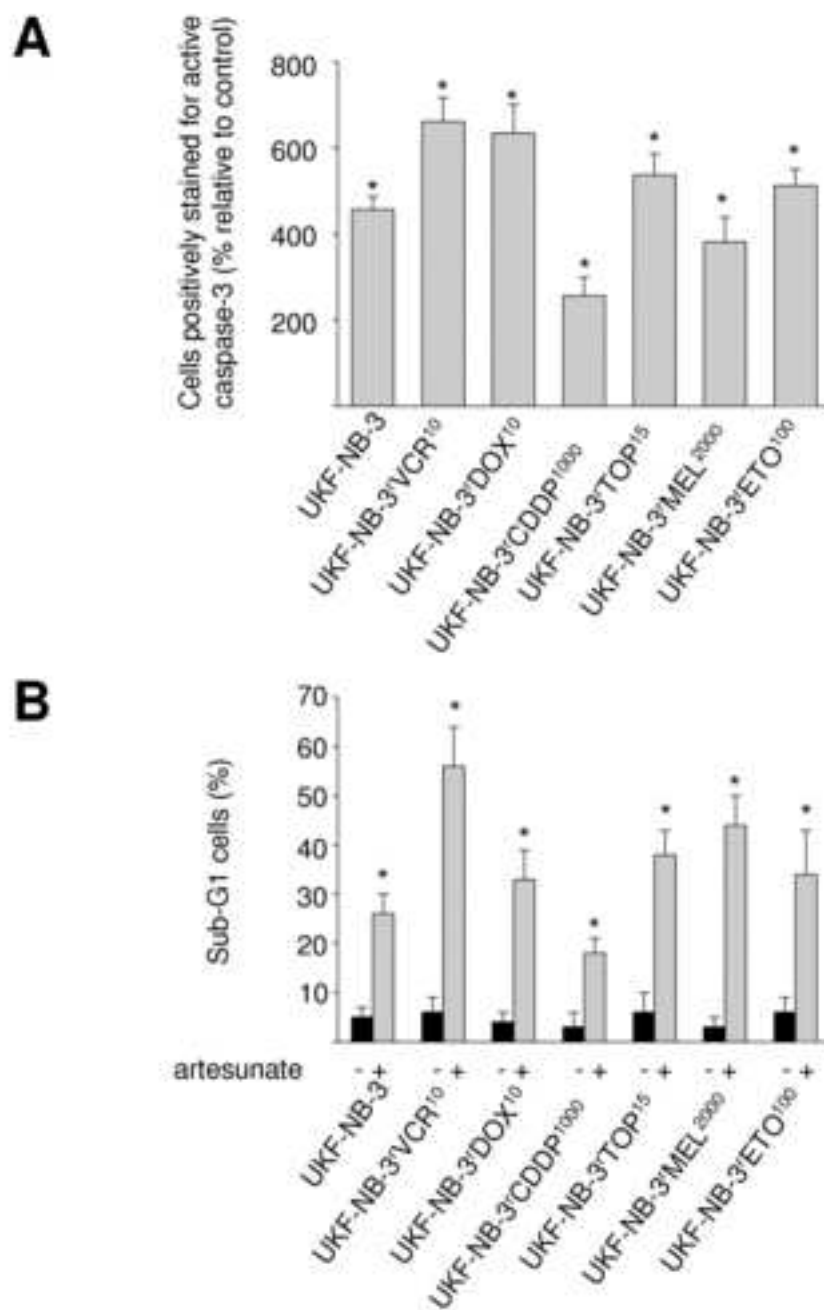 A
Cells positively stained for active
caspase-3 (% relative to control)
800
600
400
200
* * * * * * *
UKF-NB-3
UKF-NB-3ʳVCR¹⁰
UKF-NB-3ʳDOX¹⁰
UKF-NB-3ʳCDDP¹⁰⁰⁰
UKF-NB-3ʳTOP¹⁵
UKF-NB-3ʳMEL²⁰⁰⁰
UKF-NB-3ʳETO¹⁰⁰
B
Sub-G1 cells (%)
70
60
50
40
30
20
10
* * * * * * *
artesunate - + - + - + - + - + - + - +
UKF-NB-3
UKF-NB-3ʳVCR¹⁰
UKF-NB-3ʳDOX¹⁰
UKF-NB-3ʳCDDP¹⁰⁰⁰
UKF-NB-3ʳTOP¹⁵
UKF-NB-3ʳMEL²⁰⁰⁰
UKF-NB-3ʳETO¹⁰⁰